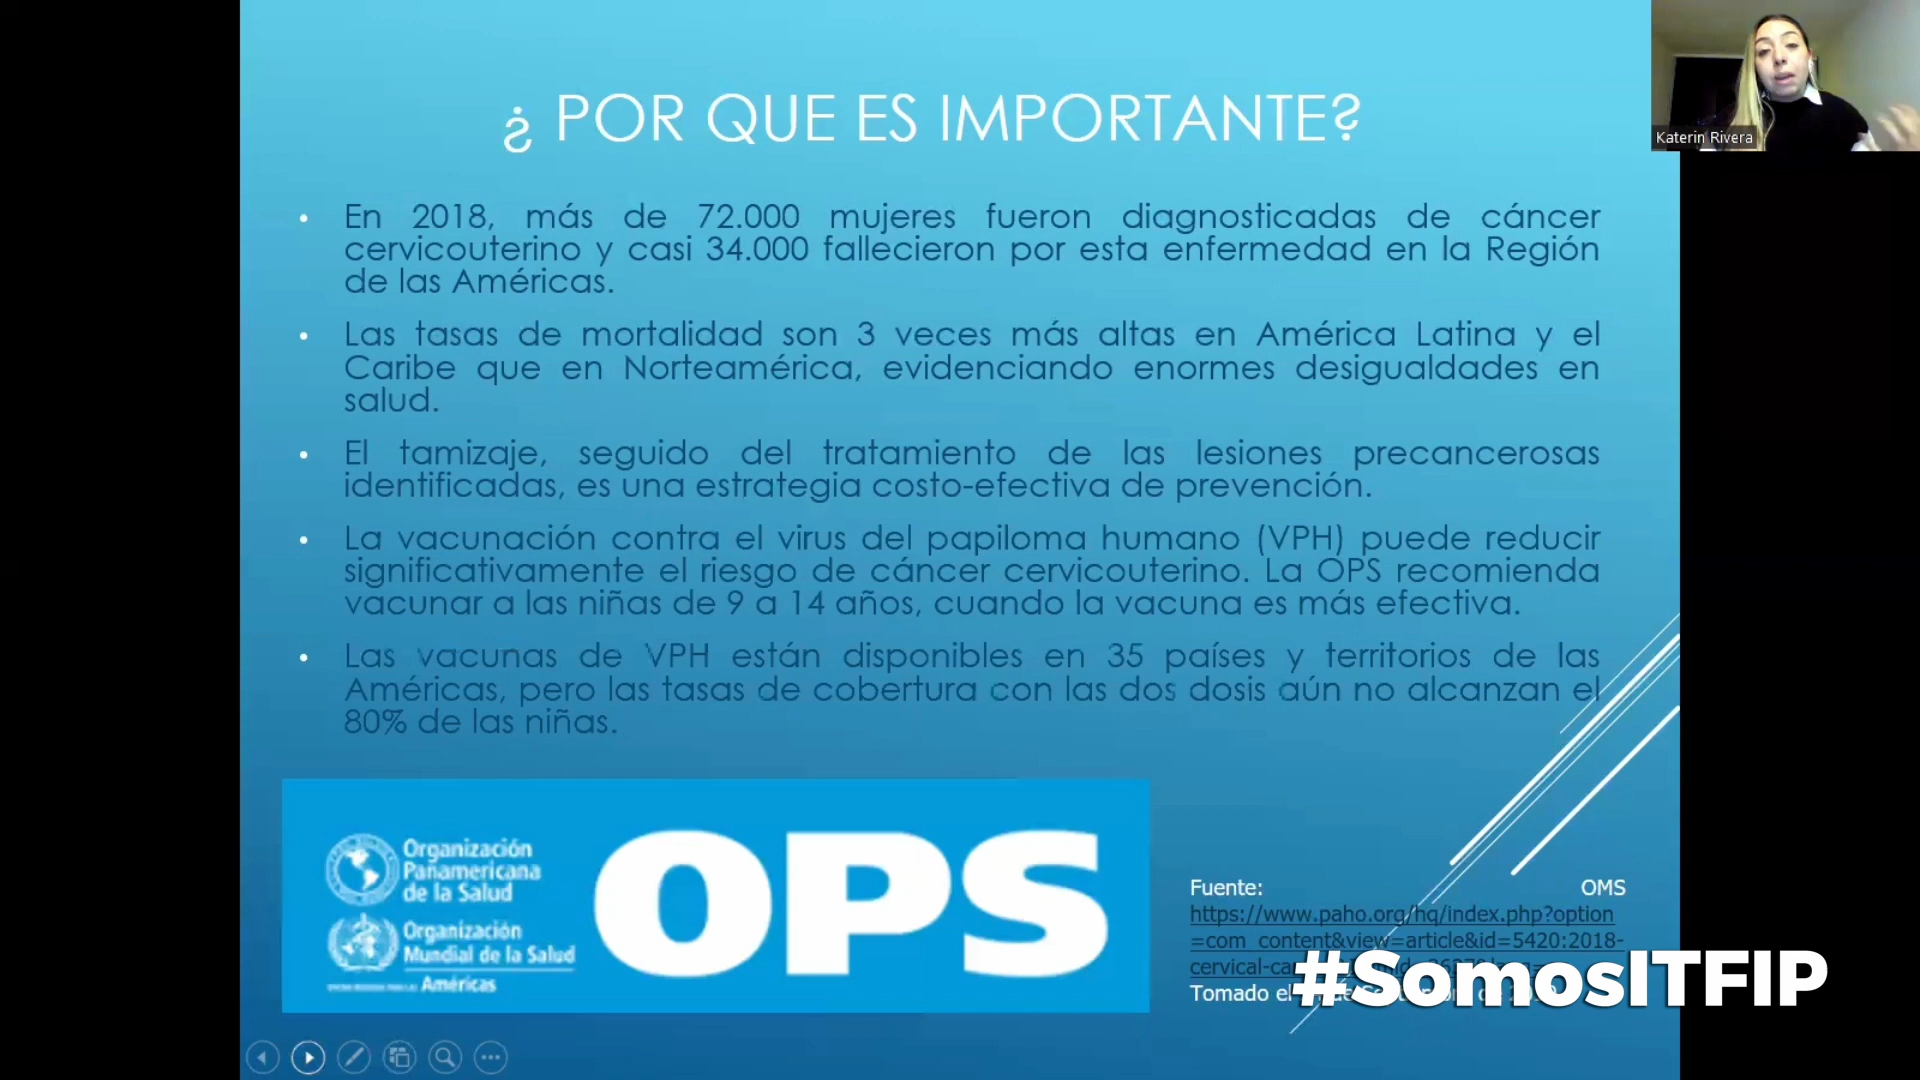 ¿ POR QUE ES IMPORTANTE?
Katerin Rivera
• En 2018, más de 72.000 mujeres fueron diagnosticadas de cáncer
cervicouterino y casi 34.000 fallecieron por esta enfermedad en la Región
de las Américas.
• Las tasas de mortalidad son 3 veces más altas en América Latina y el
Caribe que en Norteamérica, evidenciando enormes desigualdades en
salud.
• El tamizaje, seguido del tratamiento de las lesiones precancerosas
identificadas, es una estrategia costo-efectiva de prevención.
• La vacunación contra el virus del papiloma humano (VPH) puede reducir
significativamente el riesgo de cáncer cervicouterino. La OPS recomienda
vacunar a las niñas de 9 a 14 años, cuando la vacuna es más efectiva.
• Las vacunas de VPH están disponibles en 35 países y territorios de las
Américas, pero las tasas de cobertura con las dos dosis aún no alcanzan el
80% de las niñas.
Organización
Panamericana
de la Salud
Organización
Mundial de la Salud
Américas
OPS
Fuente: OMS
https://www.paho.org/hq/index.php?option
=com_content&view=article&id=5420:2018-
cervical-
Tomado el
#SomosITFIP